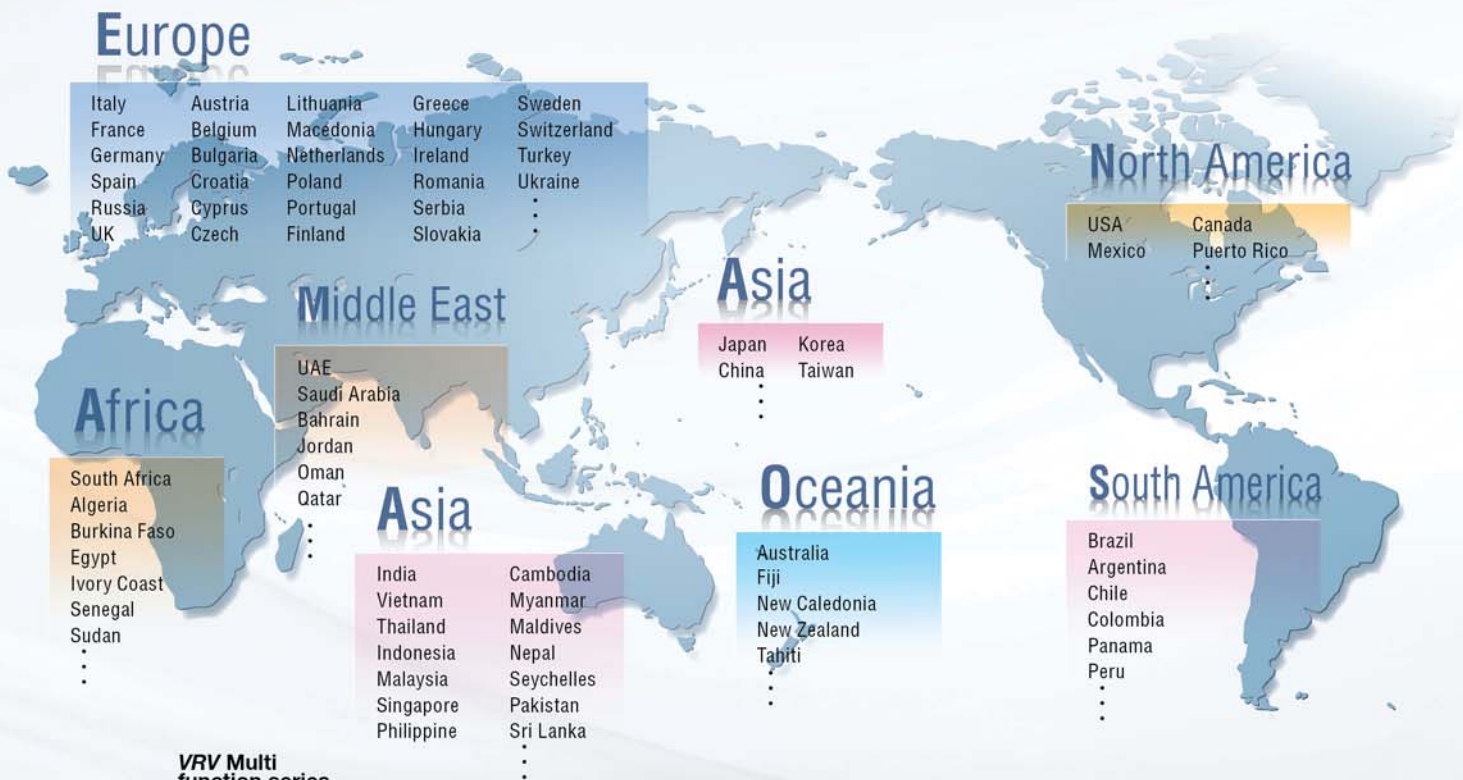 Europe
Italy Austria Lithuania Greece Sweden
France Belgium Macedonia Hungary Switzerland
Germany Bulgaria Netherlands Ireland Turkey
Spain Croatia Poland Romania Ukraine
Russia Cyprus Portugal Serbia
UK Czech Finland Slovakia
North America
USA Canada
Mexico Puerto Rico
Asia
Japan Korea
China Taiwan
Middle East
UAE
Saudi Arabia
Bahrain
Jordan
Oman
Qatar
Africa
South Africa
Algeria
Burkina Faso
Egypt
Ivory Coast
Senegal
Sudan
Asia
India Cambodia
Vietnam Myanmar
Thailand Maldives
Indonesia Nepal
Malaysia Seychelles
Singapore Pakistan
Philippine Sri Lanka
Oceania
Australia
Fiji
New Caledonia
New Zealand
Tahiti
South America
Brazil
Argentina
Chile
Colombia
Panama
Peru
VRV Multi
function series